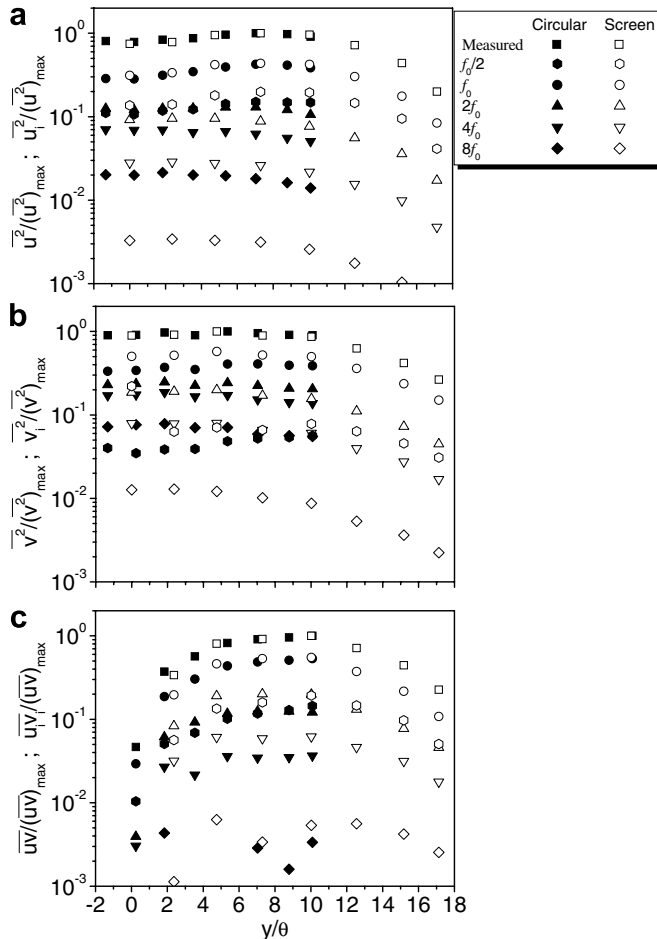 a
10⁰
10⁻¹
10⁻²
10⁻³
u²/(u²)max ; uᵢ²/(u²)max
Circular Screen
Measured
f₀/2
f₀
2f₀
4f₀
8f₀
b
10⁰
10⁻¹
10⁻²
10⁻³
v²/(v²)max ; vᵢ²/(v²)max
c
10⁰
10⁻¹
10⁻²
10⁻³
uv/(uv)max ; uᵢvᵢ/(uv)max
-2 0 2 4 6 8 10 12 14 16 18
y/θ